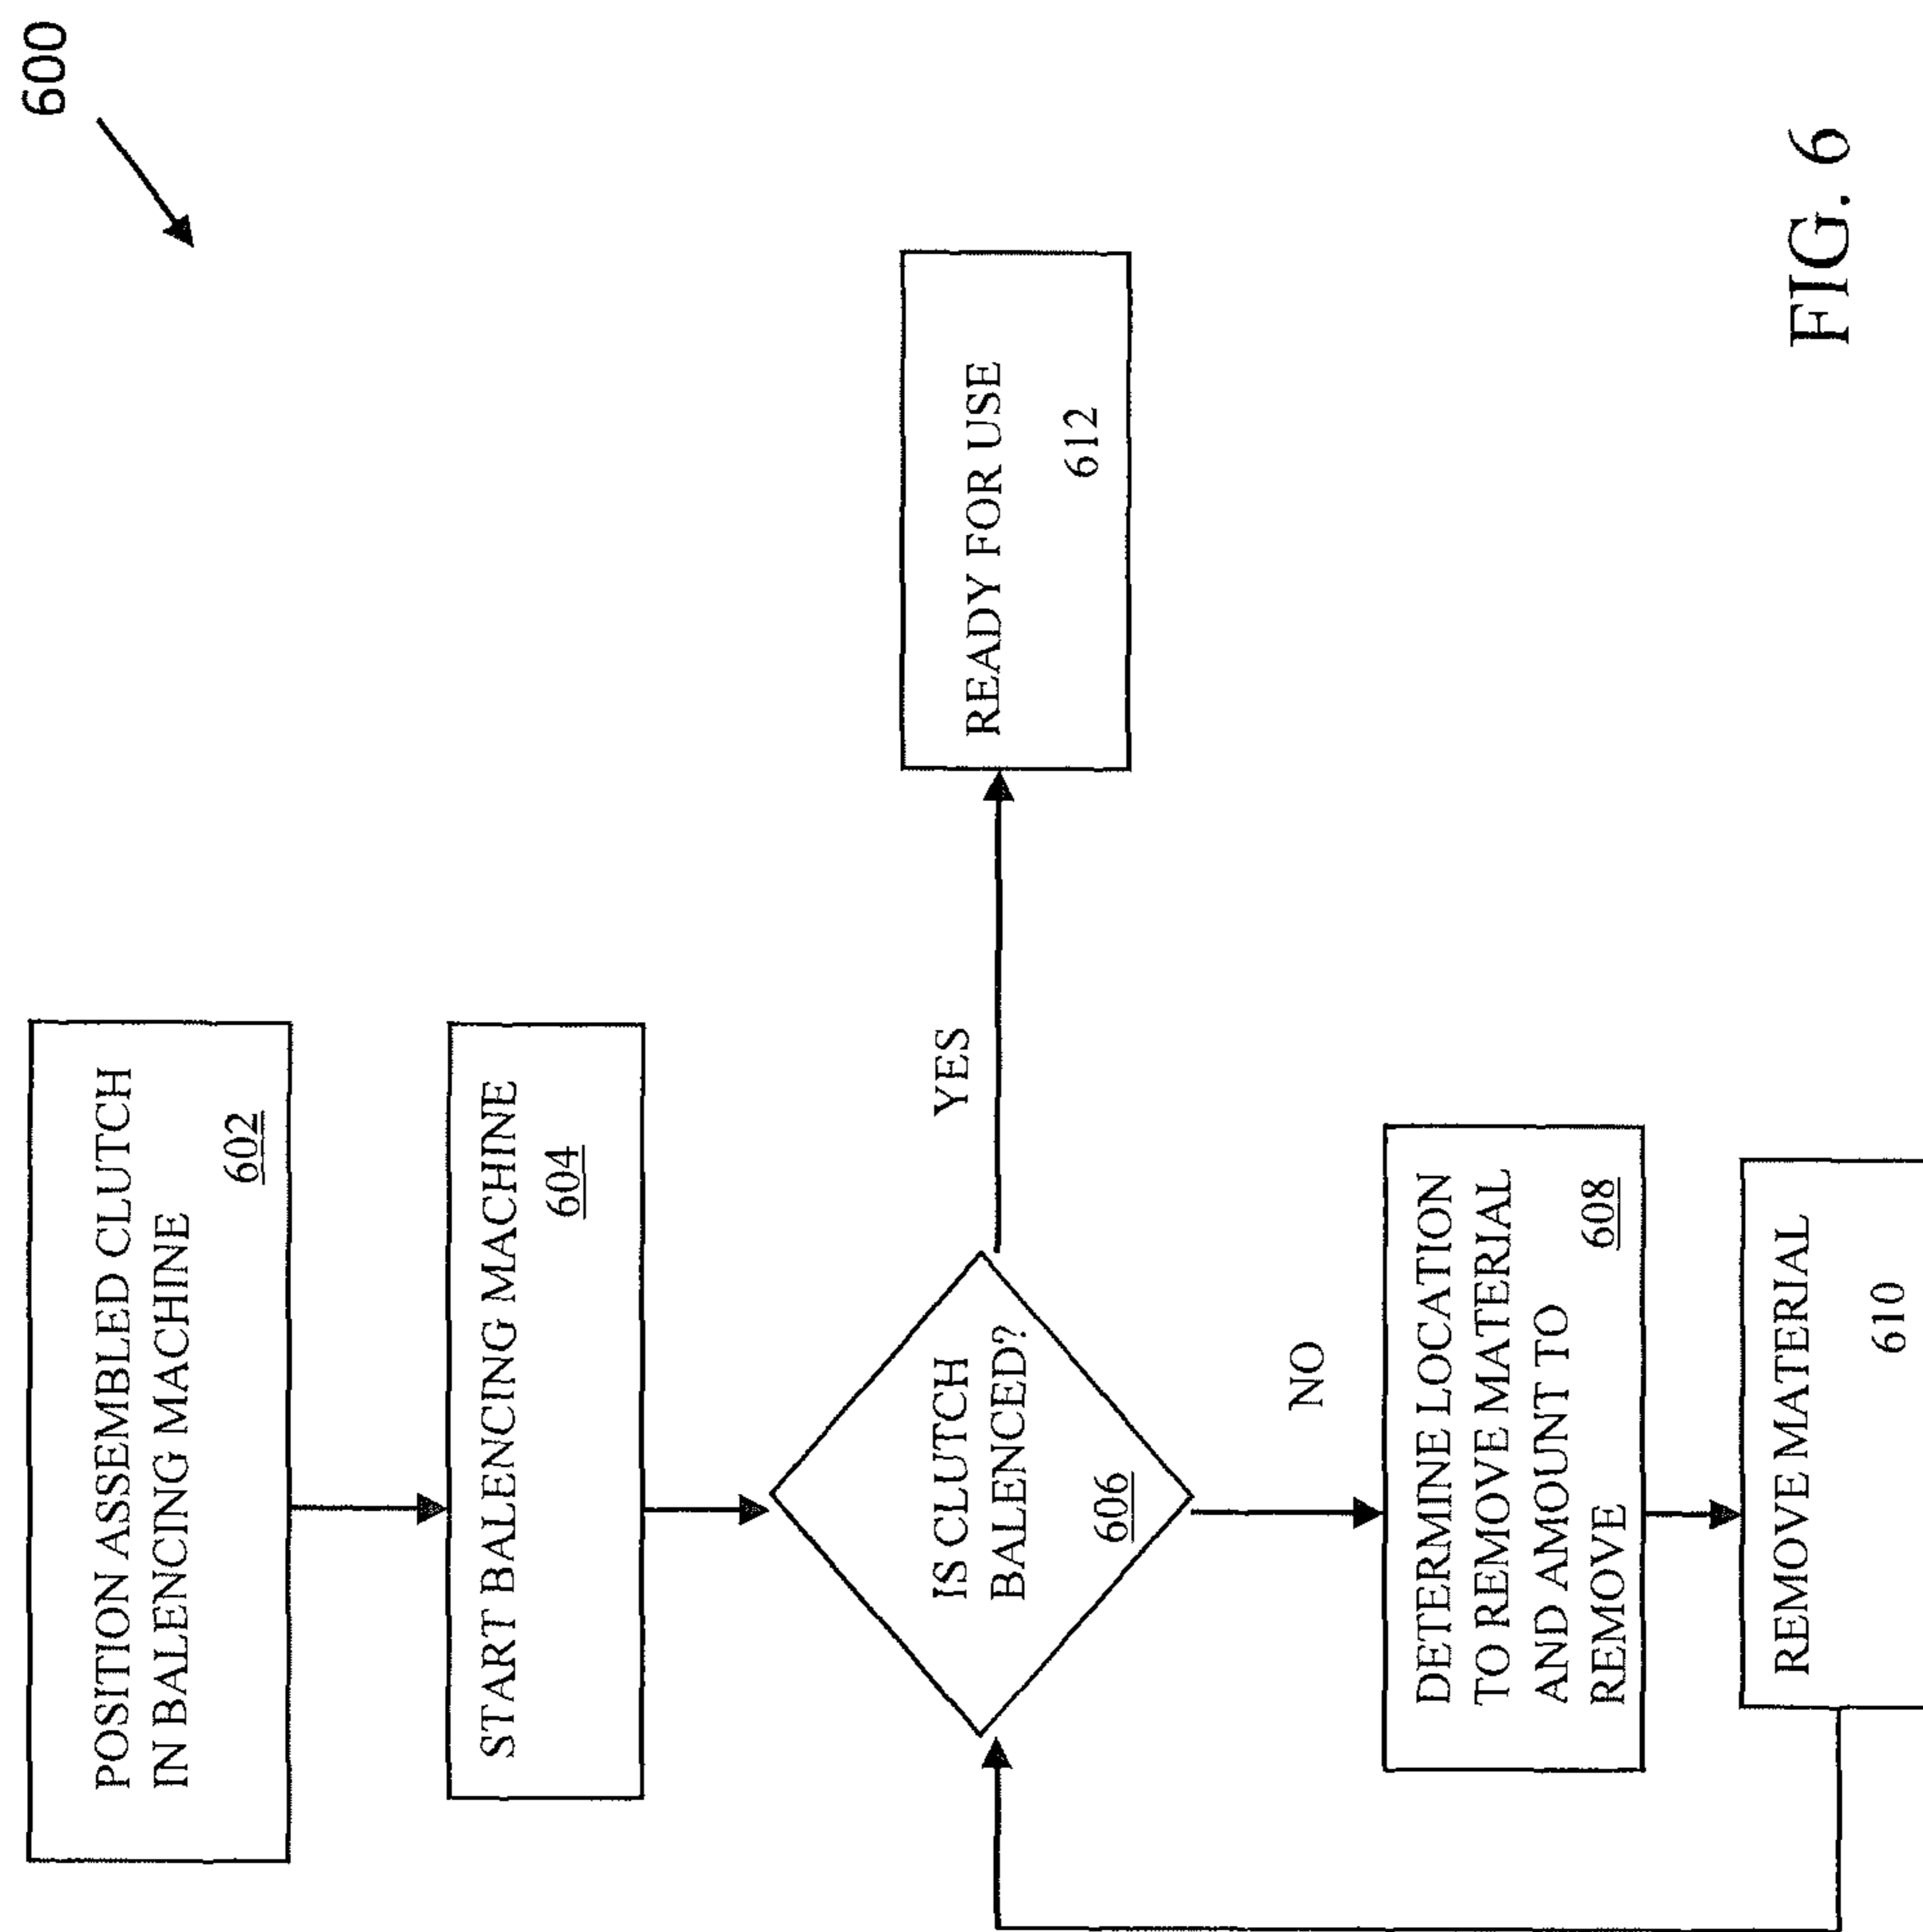 600
POSITION ASSEMBLED CLUTCH
IN BALENCING MACHINE
602
START BALENCING MACHINE
604
IS CLUTCH
BALENCED?
606
YES
READY FOR USE
612
NO
DETERMINE LOCATION
TO REMOVE MATERIAL
AND AMOUNT TO
REMOVE
608
REMOVE MATERIAL
610
FIG. 6